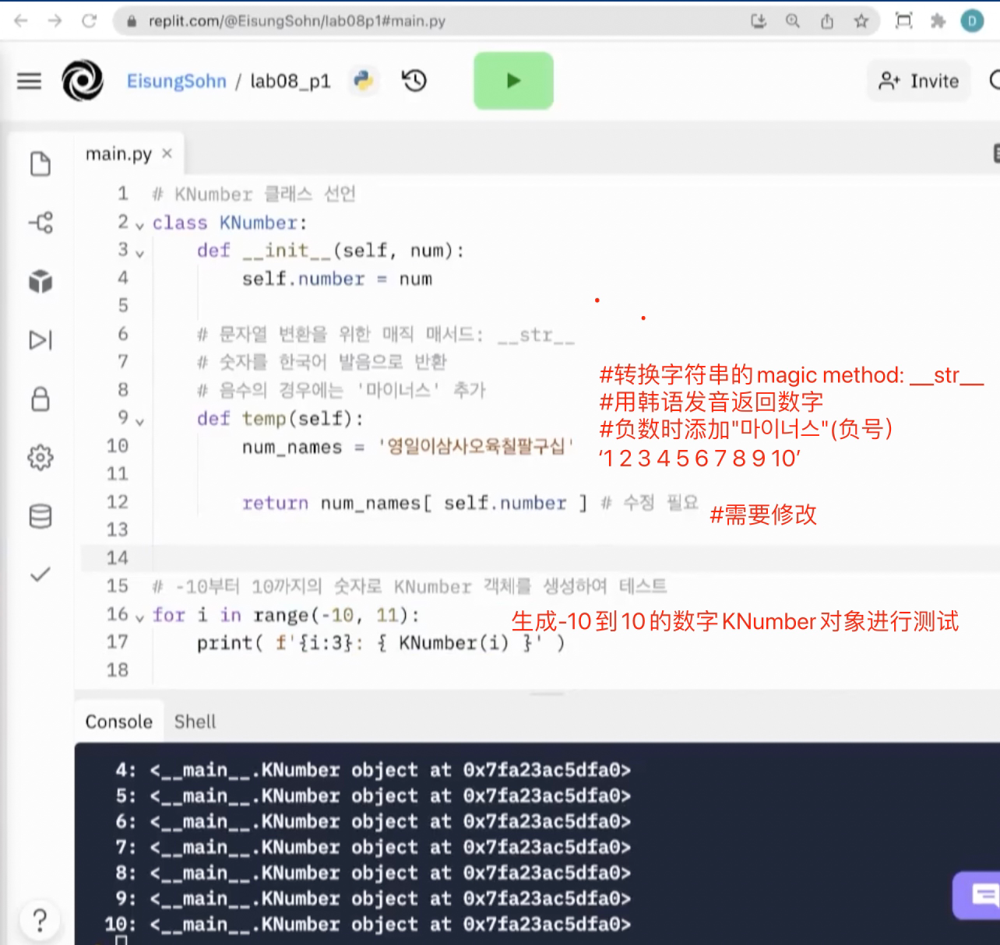 replit.com/@EisungSohn/lab08p1#main.py
D
EisungSohn / lab08_p1
Invite
main.py ×
1 # KNumber 클래스 선언
2 class KNumber:
3 def __init__(self, num):
4 self.number = num
5
6 # 문자열 변환을 위한 매직 매서드: __str__
7 # 숫자를 한국어 발음으로 반환
8 # 음수의 경우에는 '마이너스' 추가
#转换字符串的magic method: __str__
#用韩语发音返回数字
#负数时添加"마이너스"(负号)
‘1 2 3 4 5 6 7 8 9 10’
9 def temp(self):
10 num_names = '영일이삼사오육칠팔구십'
11
12 return num_names[ self.number ] # 수정 필요
#需要修改
13
14
15 # -10부터 10까지의 숫자로 KNumber 객체를 생성하여 테스트
16 for i in range(-10, 11):
生成-10到10的数字KNumber对象进行测试
17 print( f'{i:3}: { KNumber(i) }' )
18
Console Shell
4: <__main__.KNumber object at 0x7fa23ac5dfa0>
5: <__main__.KNumber object at 0x7fa23ac5dfa0>
6: <__main__.KNumber object at 0x7fa23ac5dfa0>
7: <__main__.KNumber object at 0x7fa23ac5dfa0>
8: <__main__.KNumber object at 0x7fa23ac5dfa0>
9: <__main__.KNumber object at 0x7fa23ac5dfa0>
10: <__main__.KNumber object at 0x7fa23ac5dfa0>
?